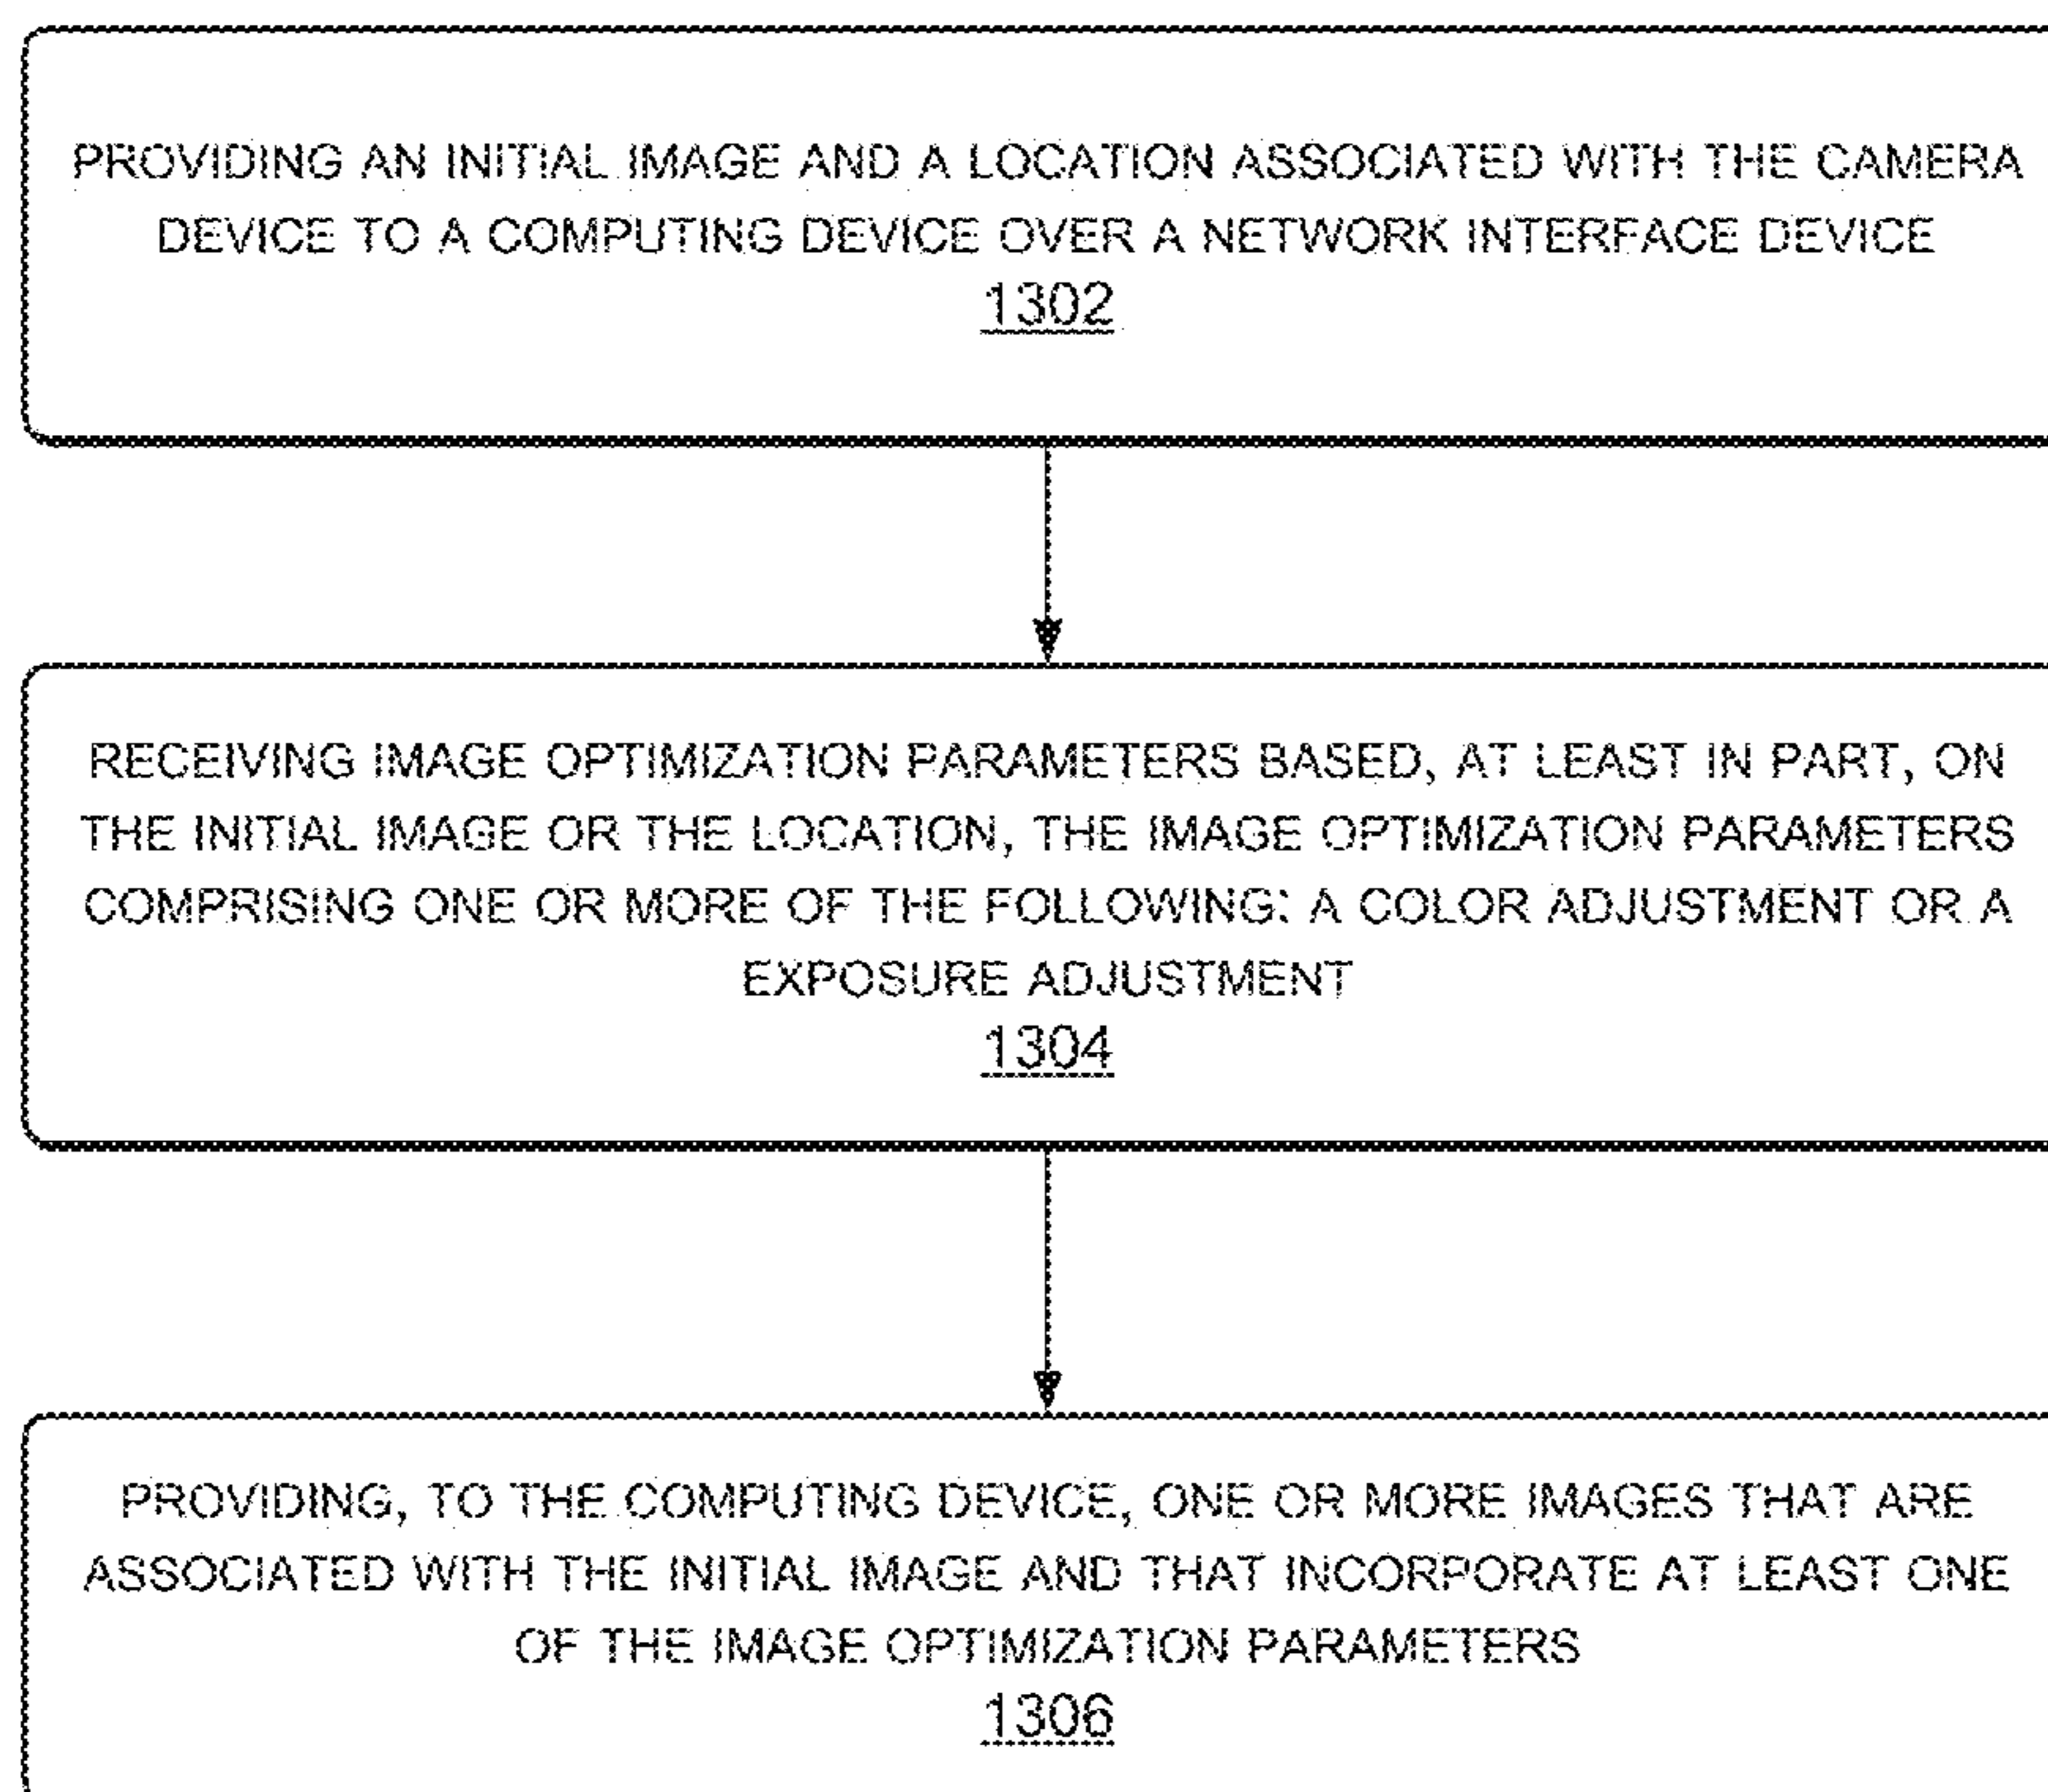 PROVIDING AN INITIAL IMAGE AND A LOCATION ASSOCIATED WITH THE CAMERA
DEVICE TO A COMPUTING DEVICE OVER A NETWORK INTERFACE DEVICE
1302
RECEIVING IMAGE OPTIMIZATION PARAMETERS BASED, AT LEAST IN PART, ON
THE INITIAL IMAGE OR THE LOCATION, THE IMAGE OPTIMIZATION PARAMETERS
COMPRISING ONE OR MORE OF THE FOLLOWING: A COLOR ADJUSTMENT OR A
EXPOSURE ADJUSTMENT
1304
PROVIDING, TO THE COMPUTING DEVICE, ONE OR MORE IMAGES THAT ARE
ASSOCIATED WITH THE INITIAL IMAGE AND THAT INCORPORATE AT LEAST ONE
OF THE IMAGE OPTIMIZATION PARAMETERS
1306